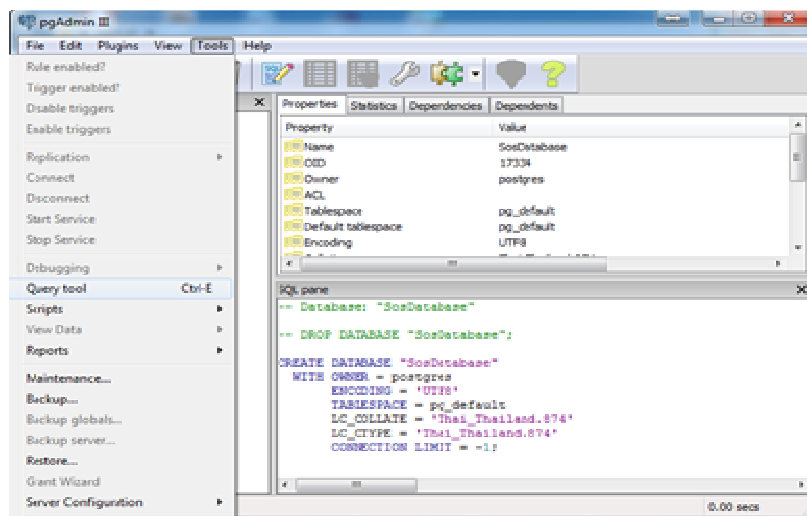 pgAdmin III
File Edit Plugins View Tools Help
Rule enabled?
Trigger enabled?
Disable triggers
Enable triggers
Replication
Connect
Disconnect
Start Service
Stop Service
Debugging
Query tool Ctrl-E
Scripts
View Data
Reports
Maintenance...
Backup...
Backup globals...
Backup server...
Restore...
Grant Wizard
Server Configuration
Properties Statistics Dependencies Dependents
Property Value
Name SosDatabase
OID 17334
Owner postgres
ACL
Tablespace pg_default
Default tablespace pg_default
Encoding UTF8
SQL pane
-- Database: "SosDatabase"
-- DROP DATABASE "SosDatabase";
CREATE DATABASE "SosDatabase"
WITH OWNER = postgres
ENCODING = 'UTF8'
TABLESPACE = pg_default
LC_COLLATE = 'Thai_Thailand.874'
LC_CTYPE = 'Thai_Thailand.874'
CONNECTION LIMIT = -1;
0.00 secs